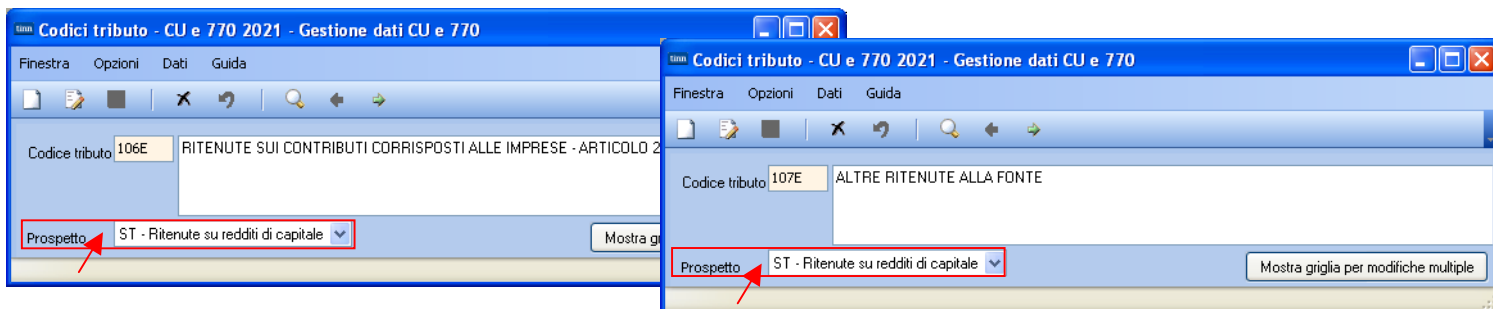 tinn Codici tributo - CU e 770 2021 - Gestione dati CU e 770
Finestra Opzioni Dati Guida
Codice tributo 106E RITENUTE SUI CONTRIBUTI CORRISPOSTI ALLE IMPRESE - ARTICOLO 2
Prospetto ST - Ritenute su redditi di capitale
Mostra
tinn Codici tributo - CU e 770 2021 - Gestione dati CU e 770
Finestra Opzioni Dati Guida
Codice tributo 107E ALTRE RITENUTE ALLA FONTE
Prospetto ST - Ritenute su redditi di capitale
Mostra griglia per modifiche multiple